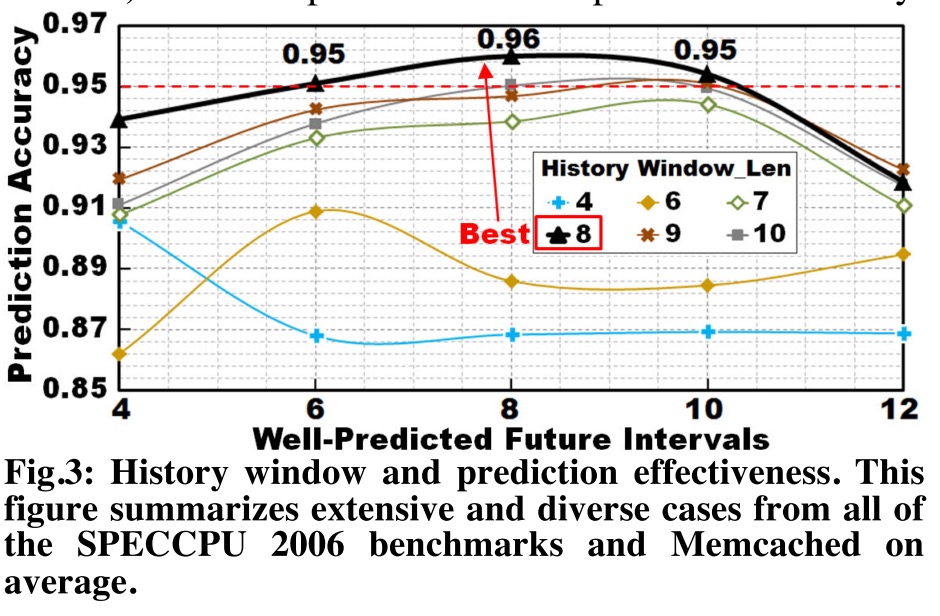 0.97
0.95
0.93
0.91
0.89
0.87
0.85
Prediction Accuracy
0.95
0.96
0.95
History Window_Len
4 6 7
8 9 10
Best
4 6 8 10 12
Well-Predicted Future Intervals
Fig.3: History window and prediction effectiveness. This
figure summarizes extensive and diverse cases from all of
the SPECCPU 2006 benchmarks and Memcached on
average.